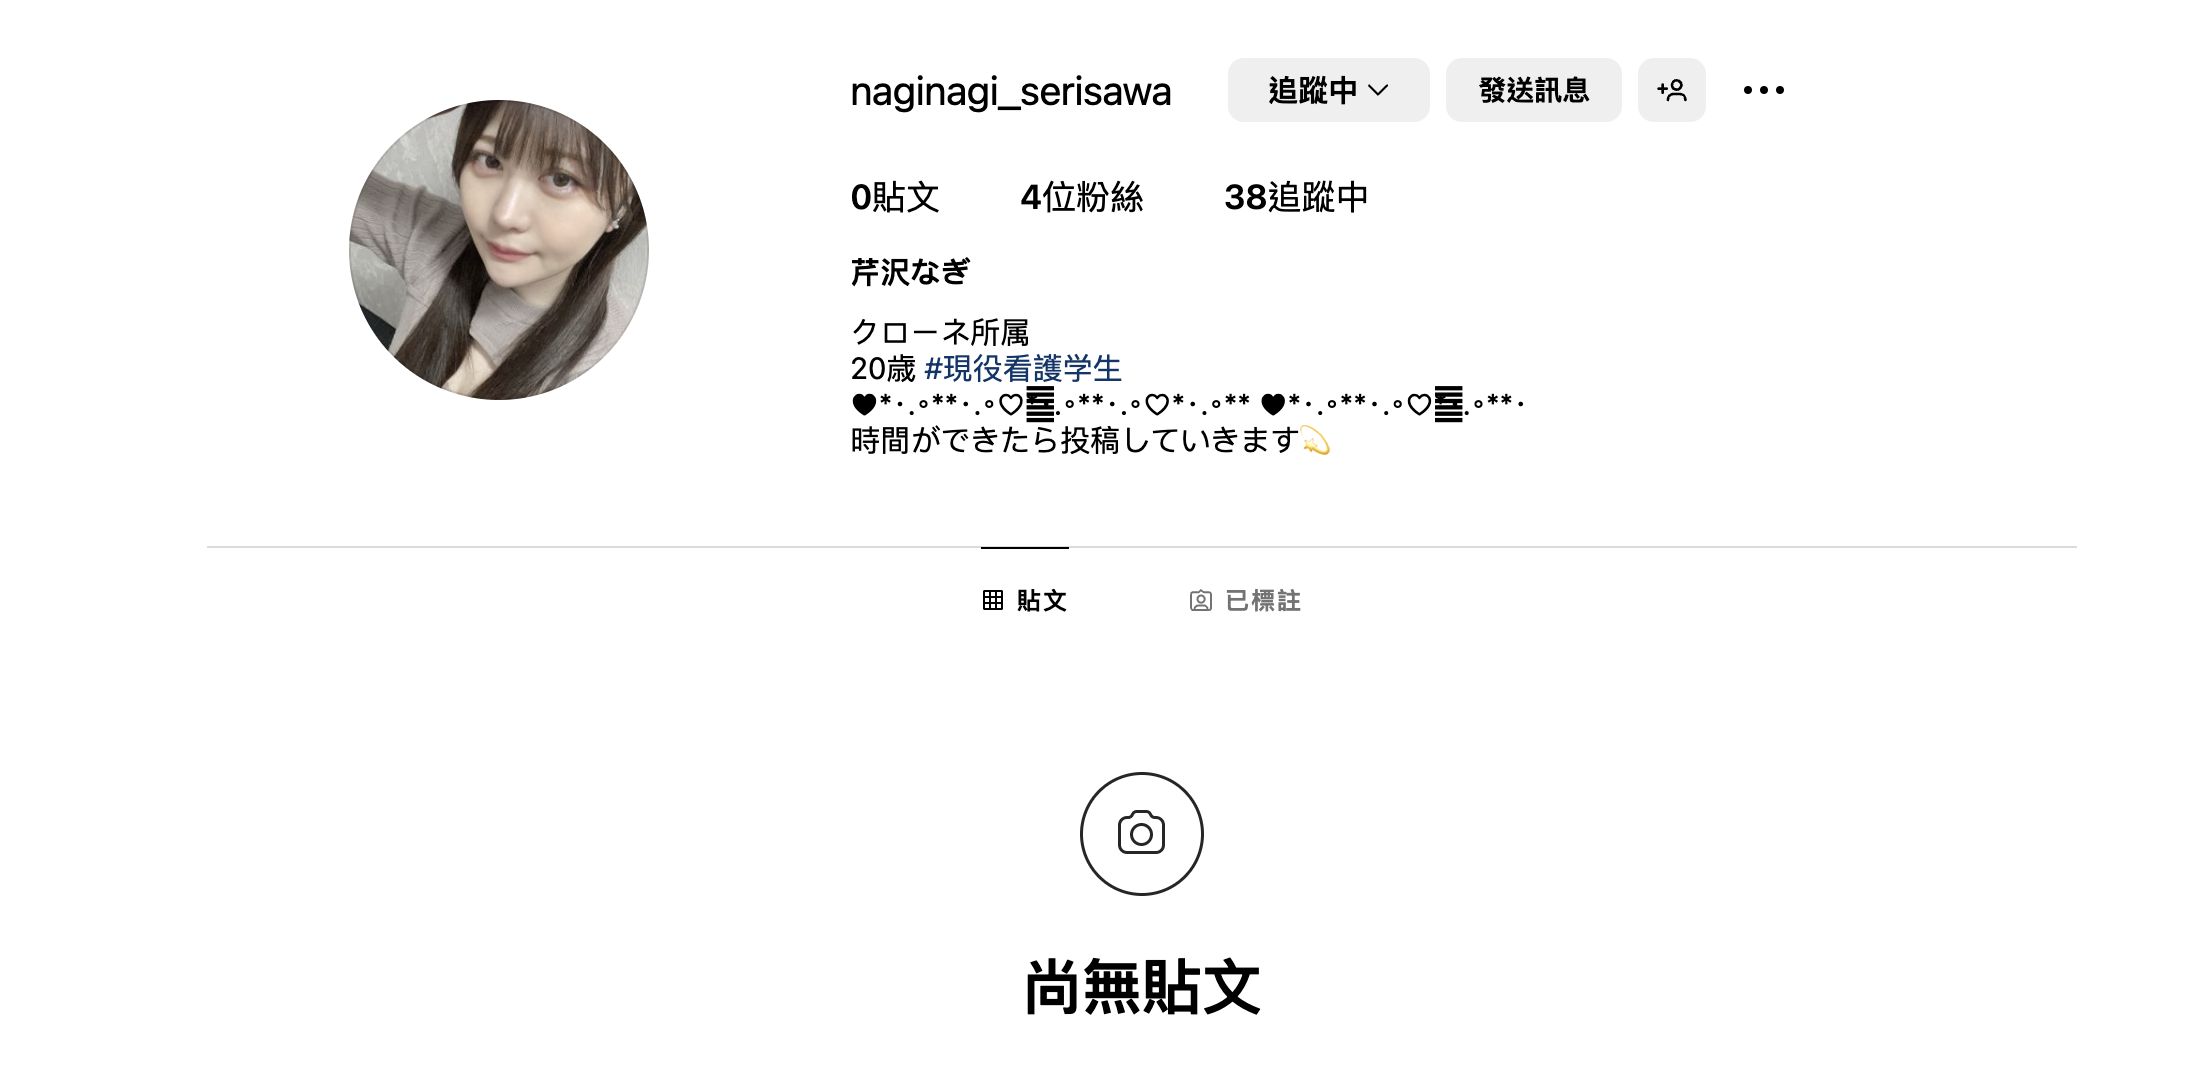 naginagi_serisawa 追蹤中 發送訊息
0貼文 4位粉絲 38追蹤中
芹沢なぎ
クローネ所属
20歳 #現役看護学生
♥*･.｡**･.｡♡*･.｡**･.｡♡*･.｡** ♥*･.｡**･.｡♡*･.｡**･
時間ができたら投稿していきます💫
貼文 已標註
尚無貼文